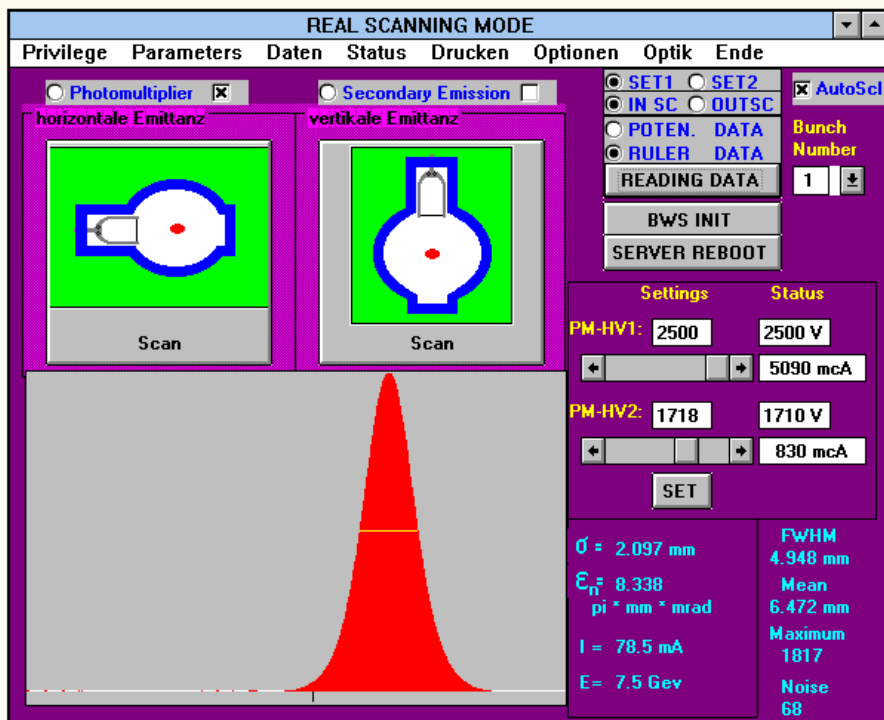 REAL SCANNING MODE
Privilege Parameters Daten Status Drucken Optionen Optik Ende
Photomultiplier
Secondary Emission
SET1 SET2
IN SC OUTSC
POTEN. DATA
RULER DATA
READING DATA
BWS INIT
SERVER REBOOT
AutoScl
Bunch
Number
1
horizontale Emittanz
vertikale Emittanz
Scan
Scan
Settings Status
PM-HV1: 2500 2500 V
5090 mcA
PM-HV2: 1718 1710 V
830 mcA
SET
σ = 2.097 mm
εn= 8.338
pi * mm * mrad
I = 78.5 mA
E= 7.5 Gev
FWHM
4.948 mm
Mean
6.472 mm
Maximum
1817
Noise
68